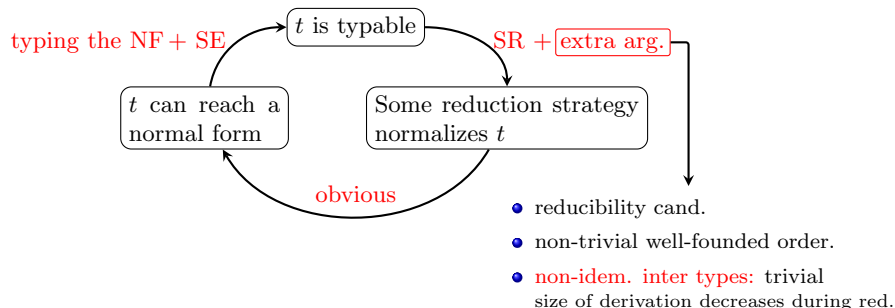 t is typable
typing the NF + SE
SR + extra arg.
t can reach a
normal form
Some reduction strategy
normalizes t
obvious
reducibility cand.
non-trivial well-founded order.
non-idem. inter types: trivial
size of derivation decreases during red.